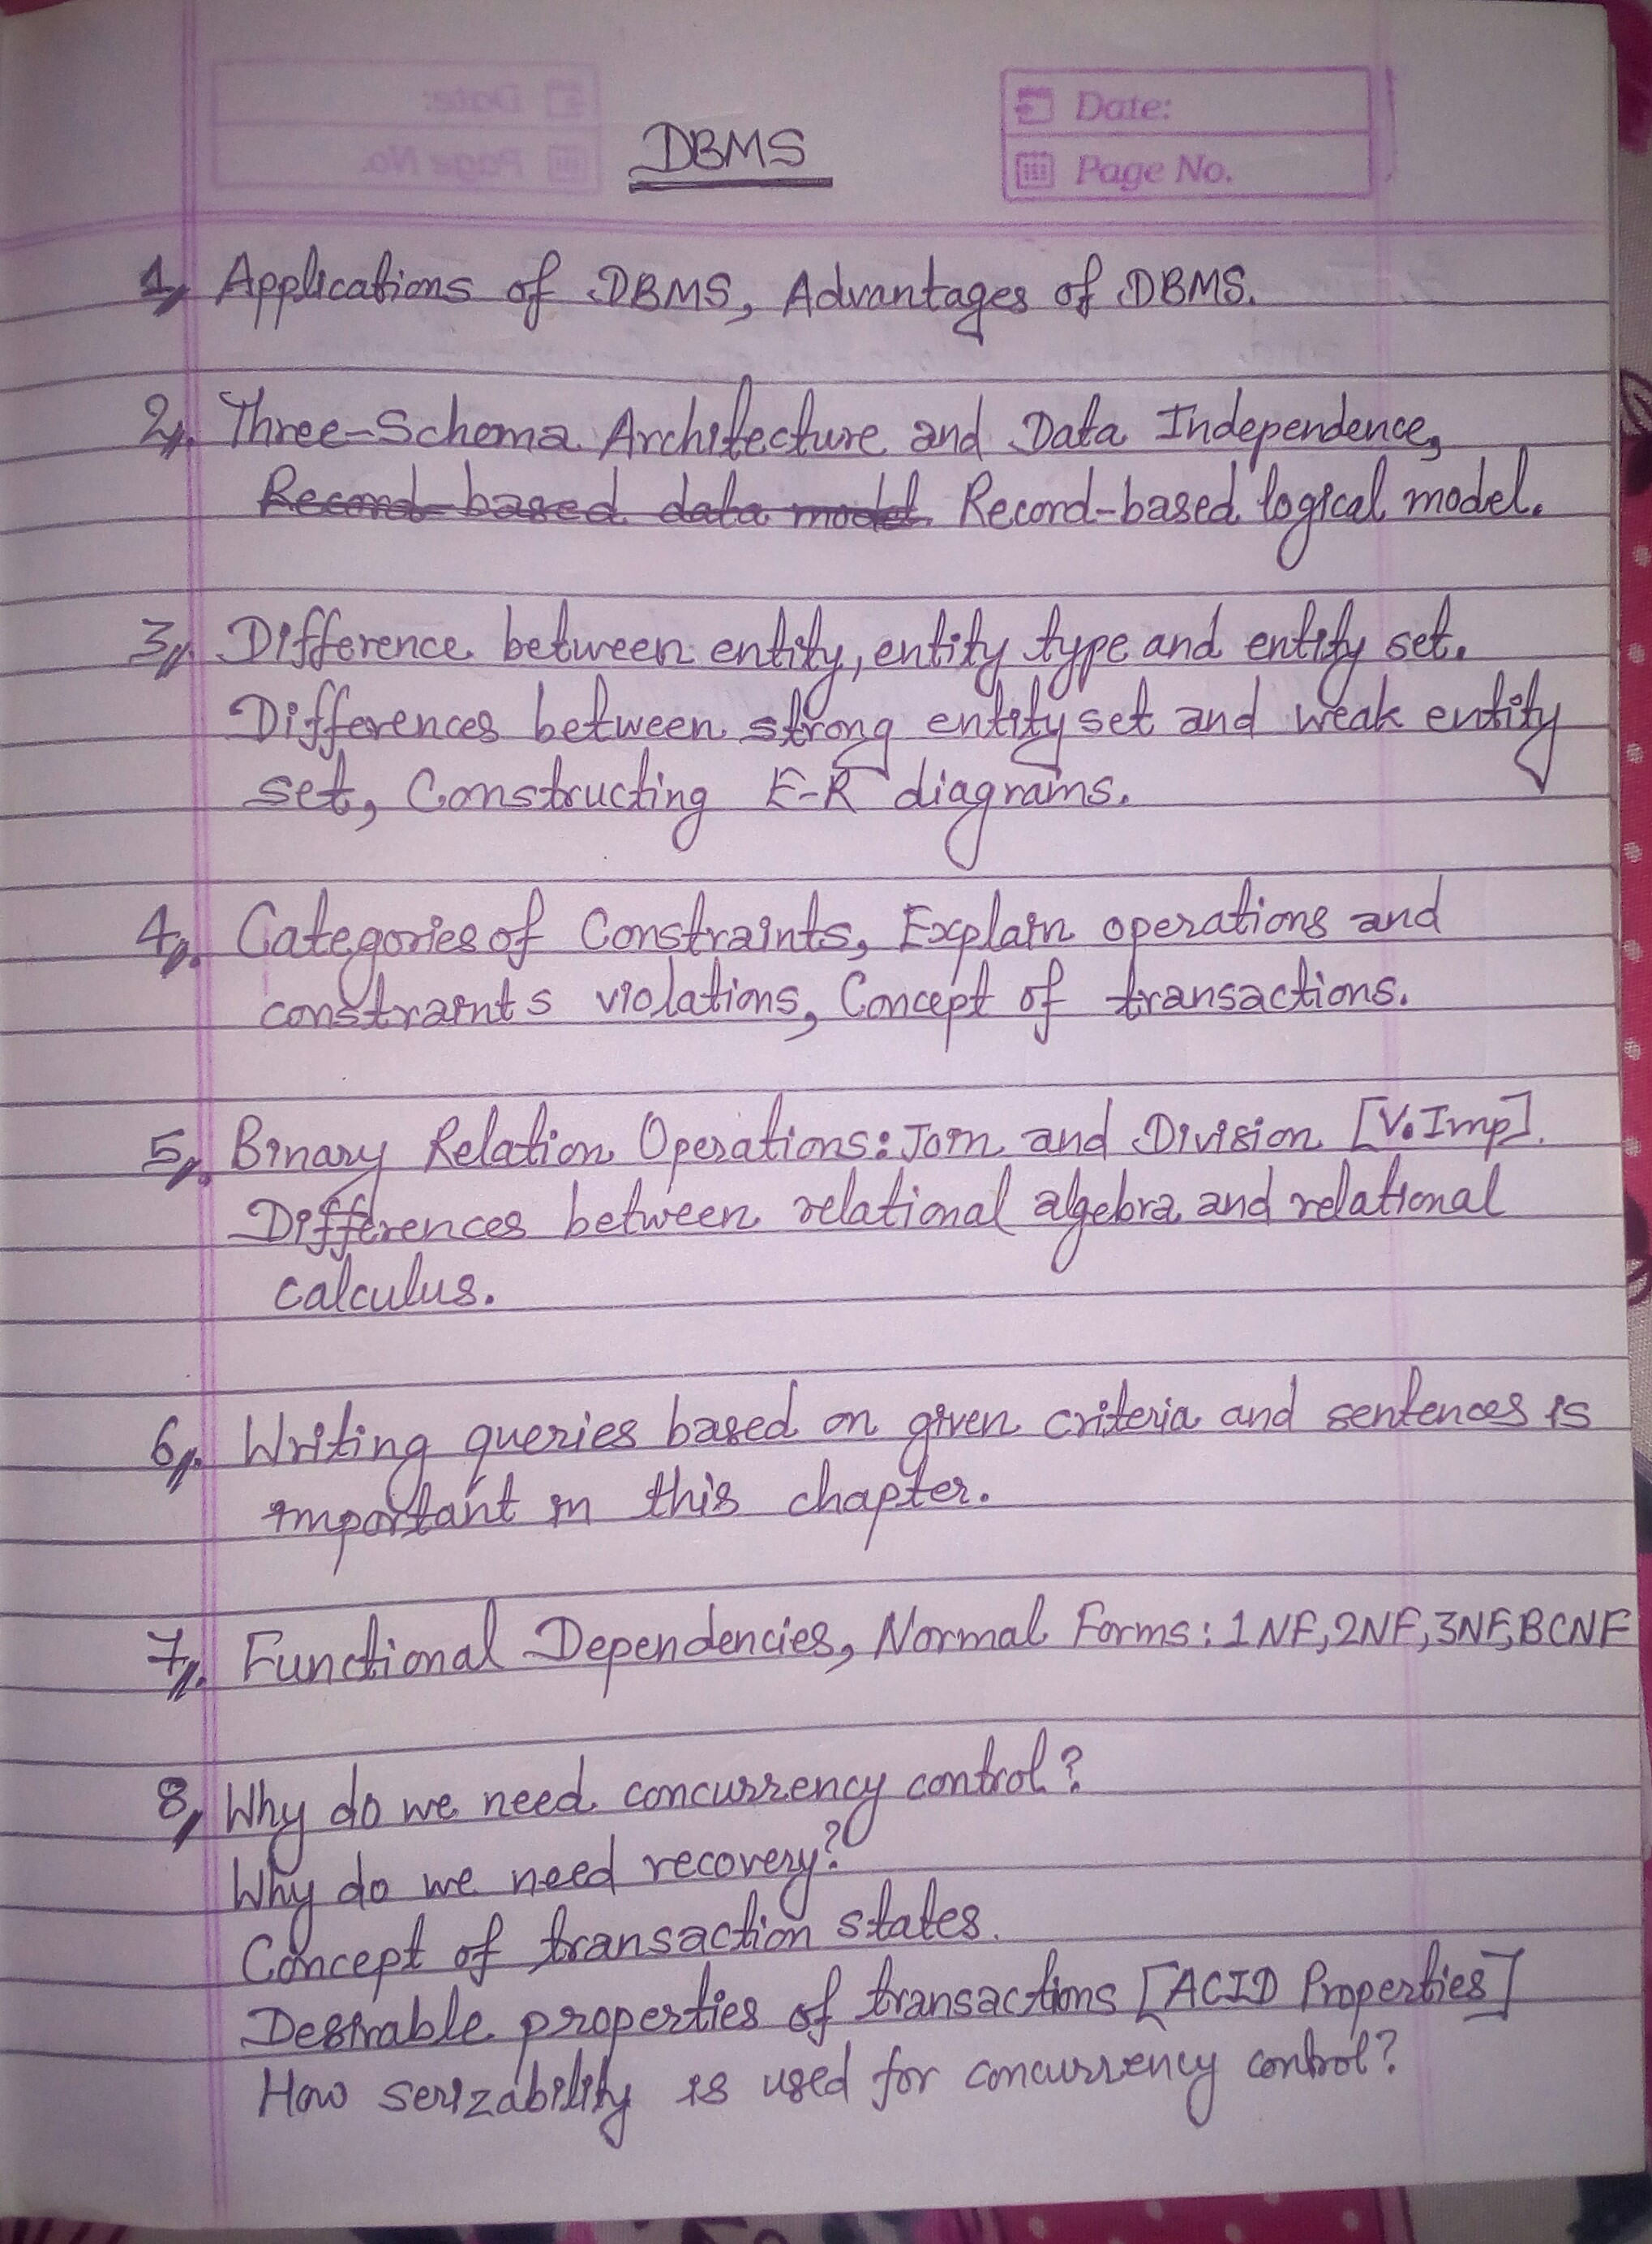 Date:
Page No.
DBMS
1, Applications of DBMS, Advantages of DBMS.
2,. Three-Schema Architecture and Data Independence,
Record-based data model. Record-based logical model.
3,. Difference between entity, entity type and entity set.
Differences between strong entity set and weak entity
set, Constructing E-R diagrams.
4,. Categories of Constraints, Explain operations and
constraints violations, Concept of transactions.
5,. Binary Relation Operations: Join and Division [V.Imp].
Differences between relational algebra and relational
calculus.
6,. Writing queries based on given criteria and sentences is
important in this chapter.
7,. Functional Dependencies, Normal Forms: 1NF, 2NF, 3NF, BCNF
8, Why do we need concurrency control?
Why do we need recovery?
Concept of transaction states.
Desirable properties of transactions [ACID Properties]
How serizability is used for concurrency control?